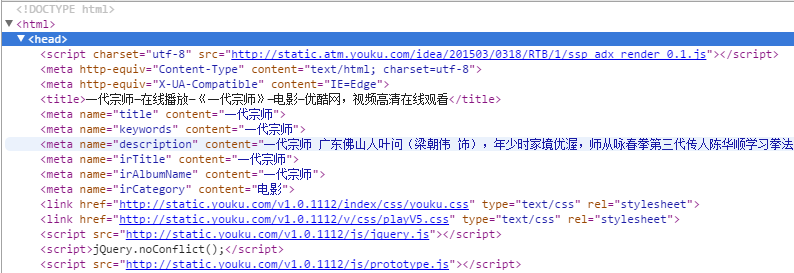 <!DOCTYPE html>
<html>
<head>
<script charset="utf-8" src="http://static.atm.youku.com/idea/201503/0318/RTB/1/ssp_adx_render_0.1.js"></script>
<meta http-equiv="Content-Type" content="text/html; charset=utf-8">
<meta http-equiv="X-UA-Compatible" content="IE=Edge">
<title>一代宗师—在线播放—《一代宗师》—电影—优酷网，视频高清在线观看</title>
<meta name="title" content="一代宗师">
<meta name="keywords" content="一代宗师">
<meta name="description" content="一代宗师 广东佛山人叶问（梁朝伟 饰），年少时家境优渥，师从咏春拳第三代传人陈华顺学习拳法
<meta name="irTitle" content="一代宗师">
<meta name="irAlbumName" content="一代宗师">
<meta name="irCategory" content="电影">
<link href="http://static.youku.com/v1.0.1112/index/css/youku.css" type="text/css" rel="stylesheet">
<link href="http://static.youku.com/v1.0.1112/v/css/playV5.css" type="text/css" rel="stylesheet">
<script src="http://static.youku.com/v1.0.1112/js/jquery.js"></script>
<script>jQuery.noConflict();</script>
<script src="http://static.youku.com/v1.0.1112/js/prototype.js"></script>